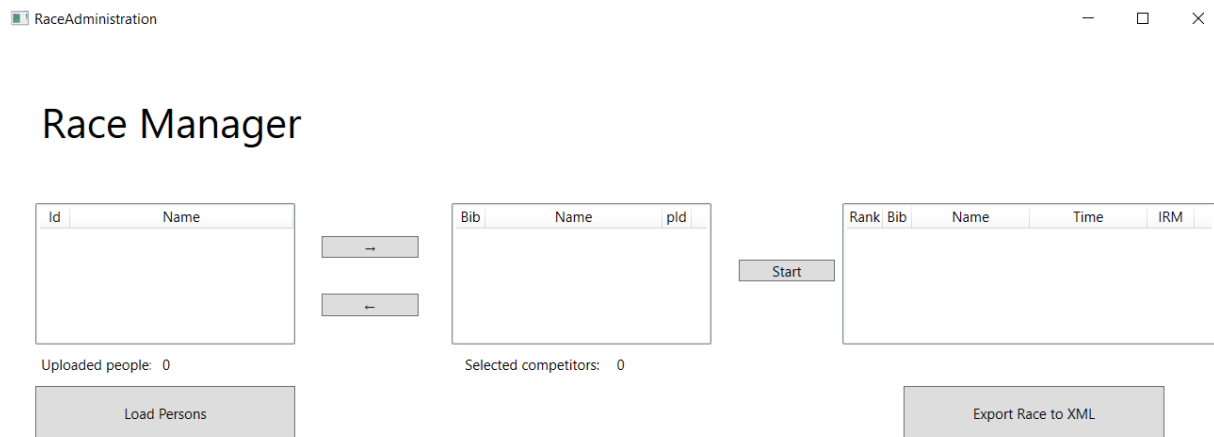 RaceAdministration
Race Manager
Id Name
→
←
Bib Name pId
Start
Rank Bib Name Time IRM
Uploaded people: 0
Selected competitors: 0
Load Persons
Export Race to XML